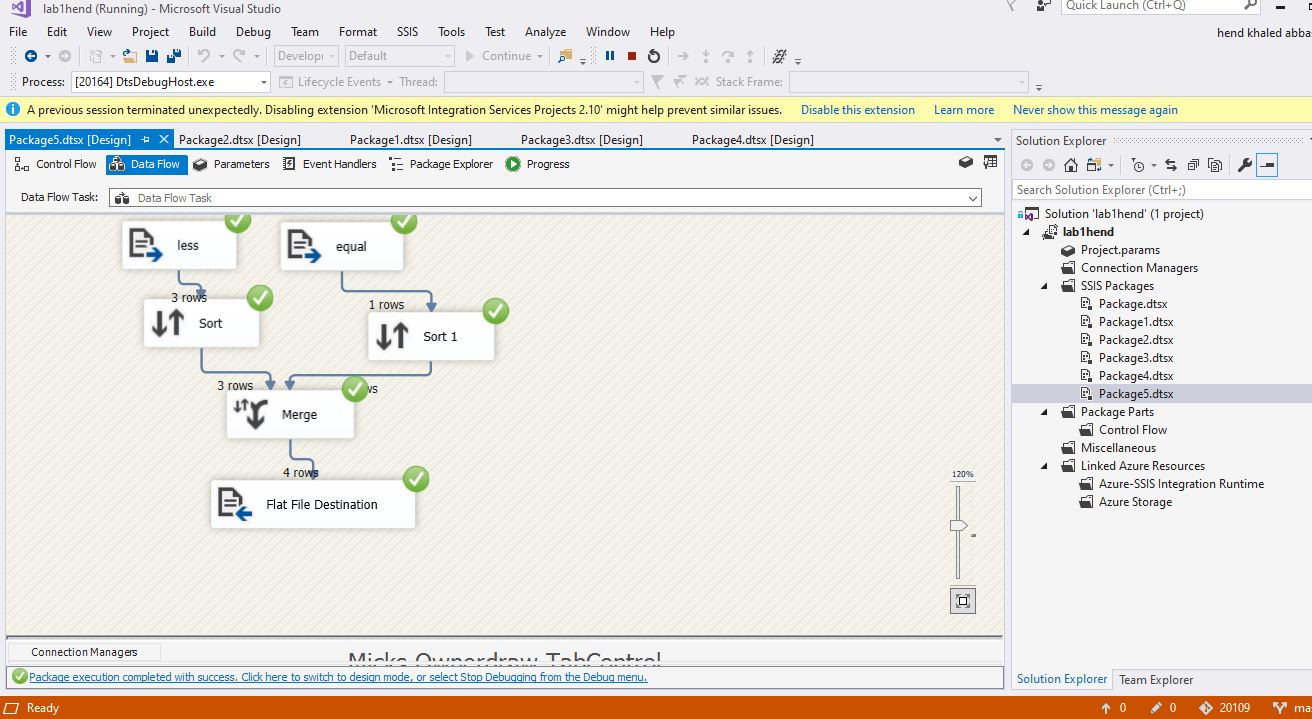 lab1hend (Running) - Microsoft Visual Studio
Quick Launch (Ctrl+Q)
File Edit View Project Build Debug Team Format SSIS Tools Test Analyze Window Help
hend khaled abba
Develop Default Continue
Process: [20164] DtsDebugHost.exe Lifecycle Events Thread: Stack Frame:
A previous session terminated unexpectedly. Disabling extension 'Microsoft Integration Services Projects 2.10' might help prevent similar issues. Disable this extension Learn more Never show this message again
Package5.dtsx [Design] Package2.dtsx [Design] Package1.dtsx [Design] Package3.dtsx [Design] Package4.dtsx [Design]
Control Flow Data Flow Parameters Event Handlers Package Explorer Progress
Data Flow Task: Data Flow Task
less
equal
3 rows
1 rows
Sort
Sort 1
3 rows
ws
Merge
4 rows
Flat File Destination
120%
Connection Managers
Micks Ownerdraw TabControl
Package execution completed with success. Click here to switch to design mode, or select Stop Debugging from the Debug menu.
Solution Explorer
Search Solution Explorer (Ctrl+;)
Solution 'lab1hend' (1 project)
lab1hend
Project.params
Connection Managers
SSIS Packages
Package.dtsx
Package1.dtsx
Package2.dtsx
Package3.dtsx
Package4.dtsx
Package5.dtsx
Package Parts
Control Flow
Miscellaneous
Linked Azure Resources
Azure-SSIS Integration Runtime
Azure Storage
Solution Explorer Team Explorer
Ready
0 0 20109 ma